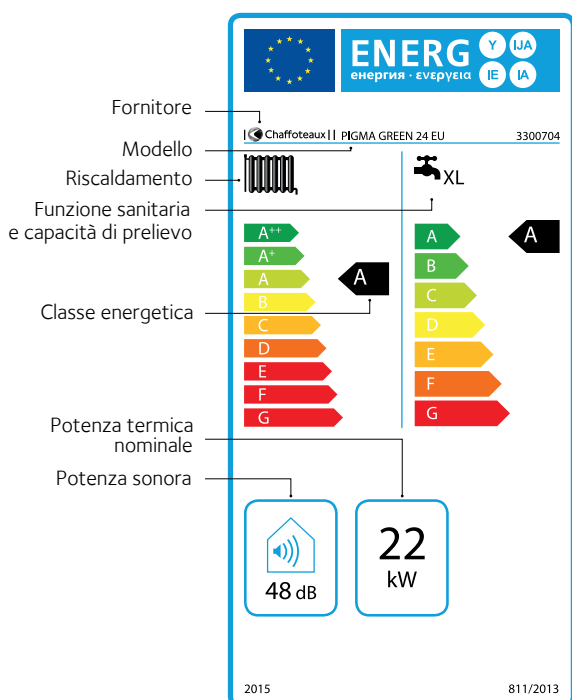 ENERG Y IJA
енергия · ενεργεια IE IA
Fornitore
Chaffoteaux PIGMA GREEN 24 EU 3300704
Modello
Riscaldamento
XL
Funzione sanitaria
e capacità di prelievo
A++ A A
A+ B
A A C
B D
Classe energetica
C E
D F
E G
F
G
Potenza termica
nominale
Potenza sonora
48 dB
22
kW
2015 811/2013